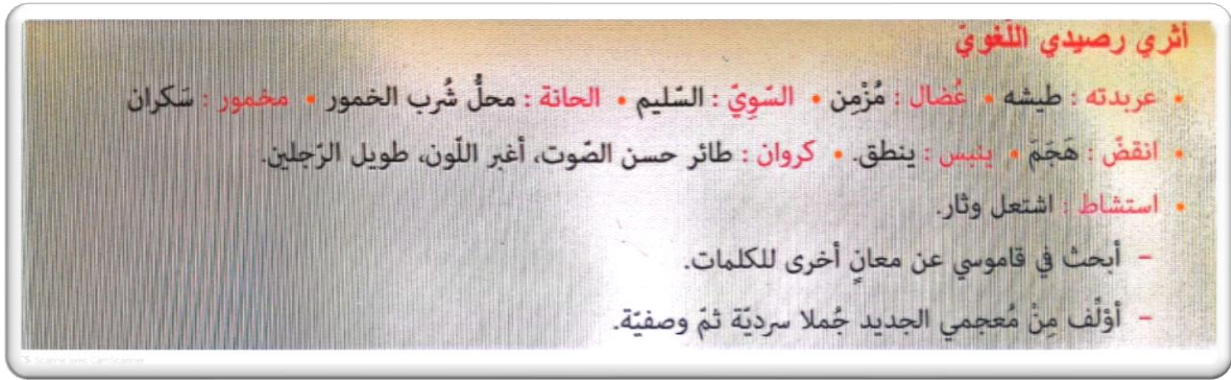 أثري رصيدي اللّغويّ
• عربدته : طيشه • عُضال : مُزْمِن • السّوِيّ : السّليم • الحانة : محلُّ شُرب الخمور • مخمور : سَكران
• انقضّ : هَجَمَ • ينبس : ينطق. • كروان : طائر حسن الصّوت، أغبر اللّون، طويل الرّجلين.
• استشاط : اشتعل وثار.
- أبحث في قاموسي عن معانٍ أخرى للكلمات.
- أؤلّف مِنْ مُعجمي الجديد جُملا سرديّة ثمّ وصفيّة.